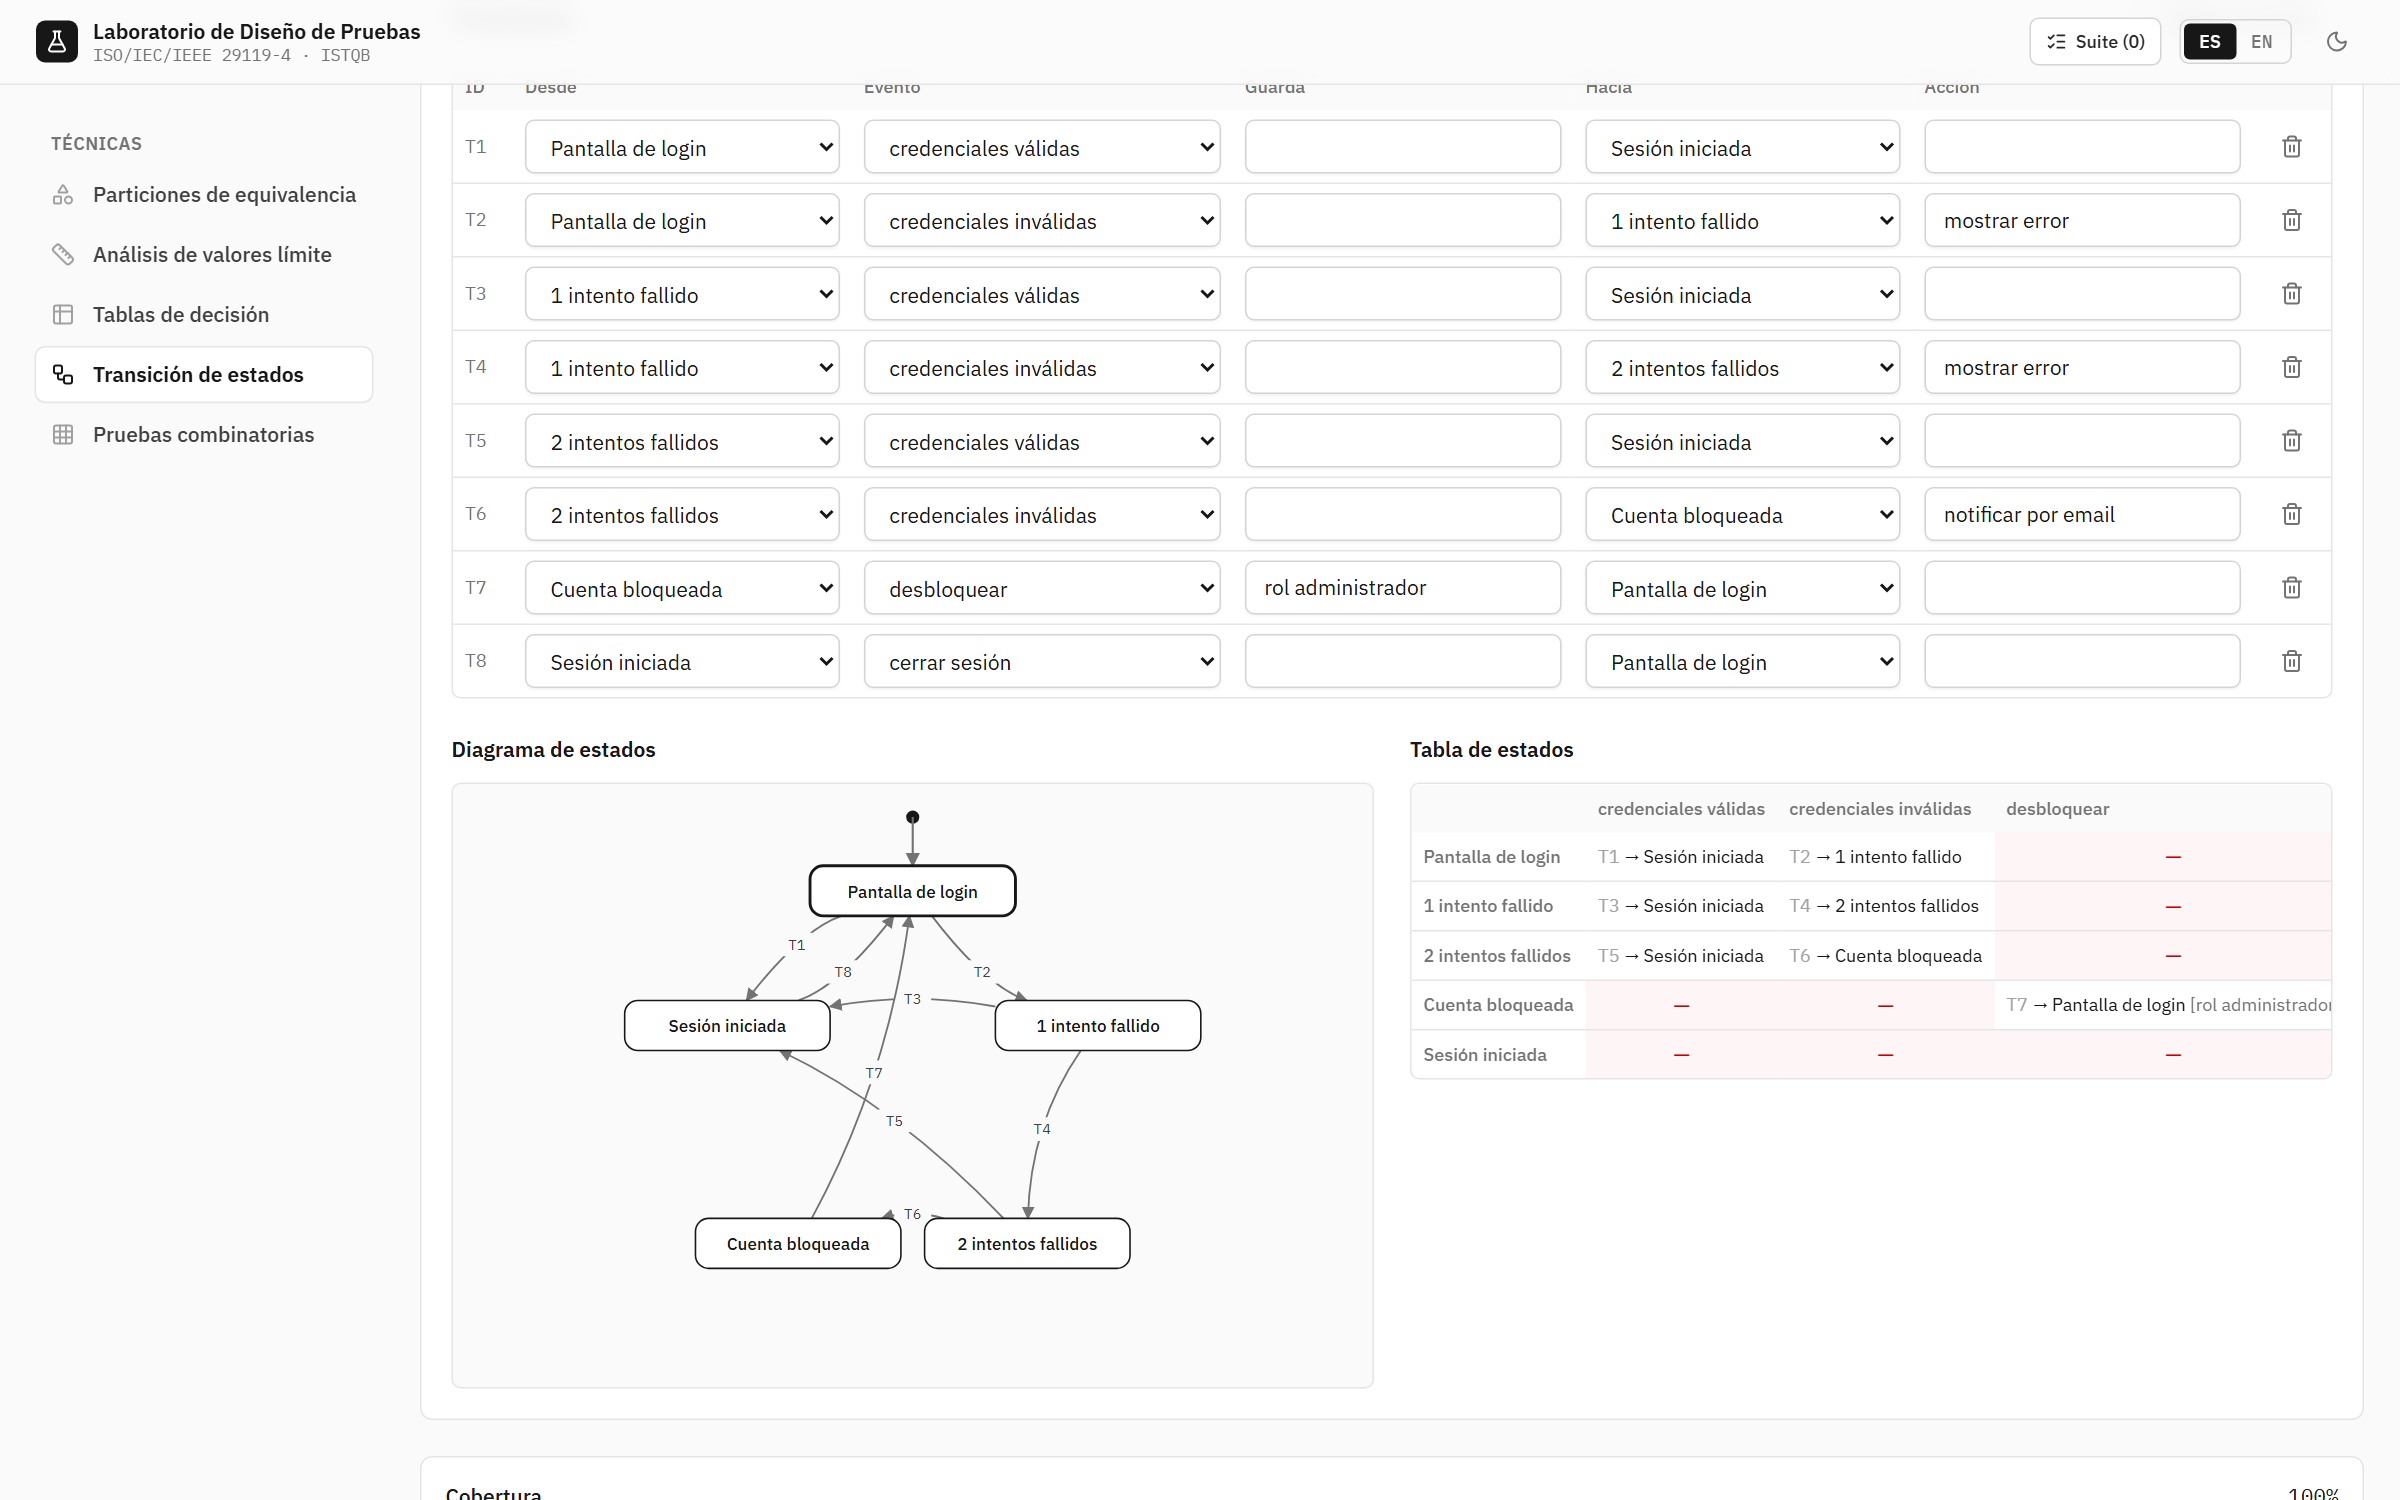 Laboratorio de Diseño de Pruebas
ISO/IEC/IEEE 29119-4 · ISTQB
Suite (0)
ES
EN
TÉCNICAS
Particiones de equivalencia
Análisis de valores límite
Tablas de decisión
Transición de estados
Pruebas combinatorias
ID Desde Evento Guarda Hacia Acción
T1 Pantalla de login credenciales válidas Sesión iniciada
T2 Pantalla de login credenciales inválidas 1 intento fallido mostrar error
T3 1 intento fallido credenciales válidas Sesión iniciada
T4 1 intento fallido credenciales inválidas 2 intentos fallidos mostrar error
T5 2 intentos fallidos credenciales válidas Sesión iniciada
T6 2 intentos fallidos credenciales inválidas Cuenta bloqueada notificar por email
T7 Cuenta bloqueada desbloquear rol administrador Pantalla de login
T8 Sesión iniciada cerrar sesión Pantalla de login
Diagrama de estados
Pantalla de login
T1
T8
T2
T3
Sesión iniciada
1 intento fallido
T7
T5
T4
T6
Cuenta bloqueada
2 intentos fallidos
Tabla de estados
credenciales válidas credenciales inválidas desbloquear
Pantalla de login T1 → Sesión iniciada T2 → 1 intento fallido —
1 intento fallido T3 → Sesión iniciada T4 → 2 intentos fallidos —
2 intentos fallidos T5 → Sesión iniciada T6 → Cuenta bloqueada —
Cuenta bloqueada — — T7 → Pantalla de login [rol administrador
Sesión iniciada — — —
Cobertura 100%